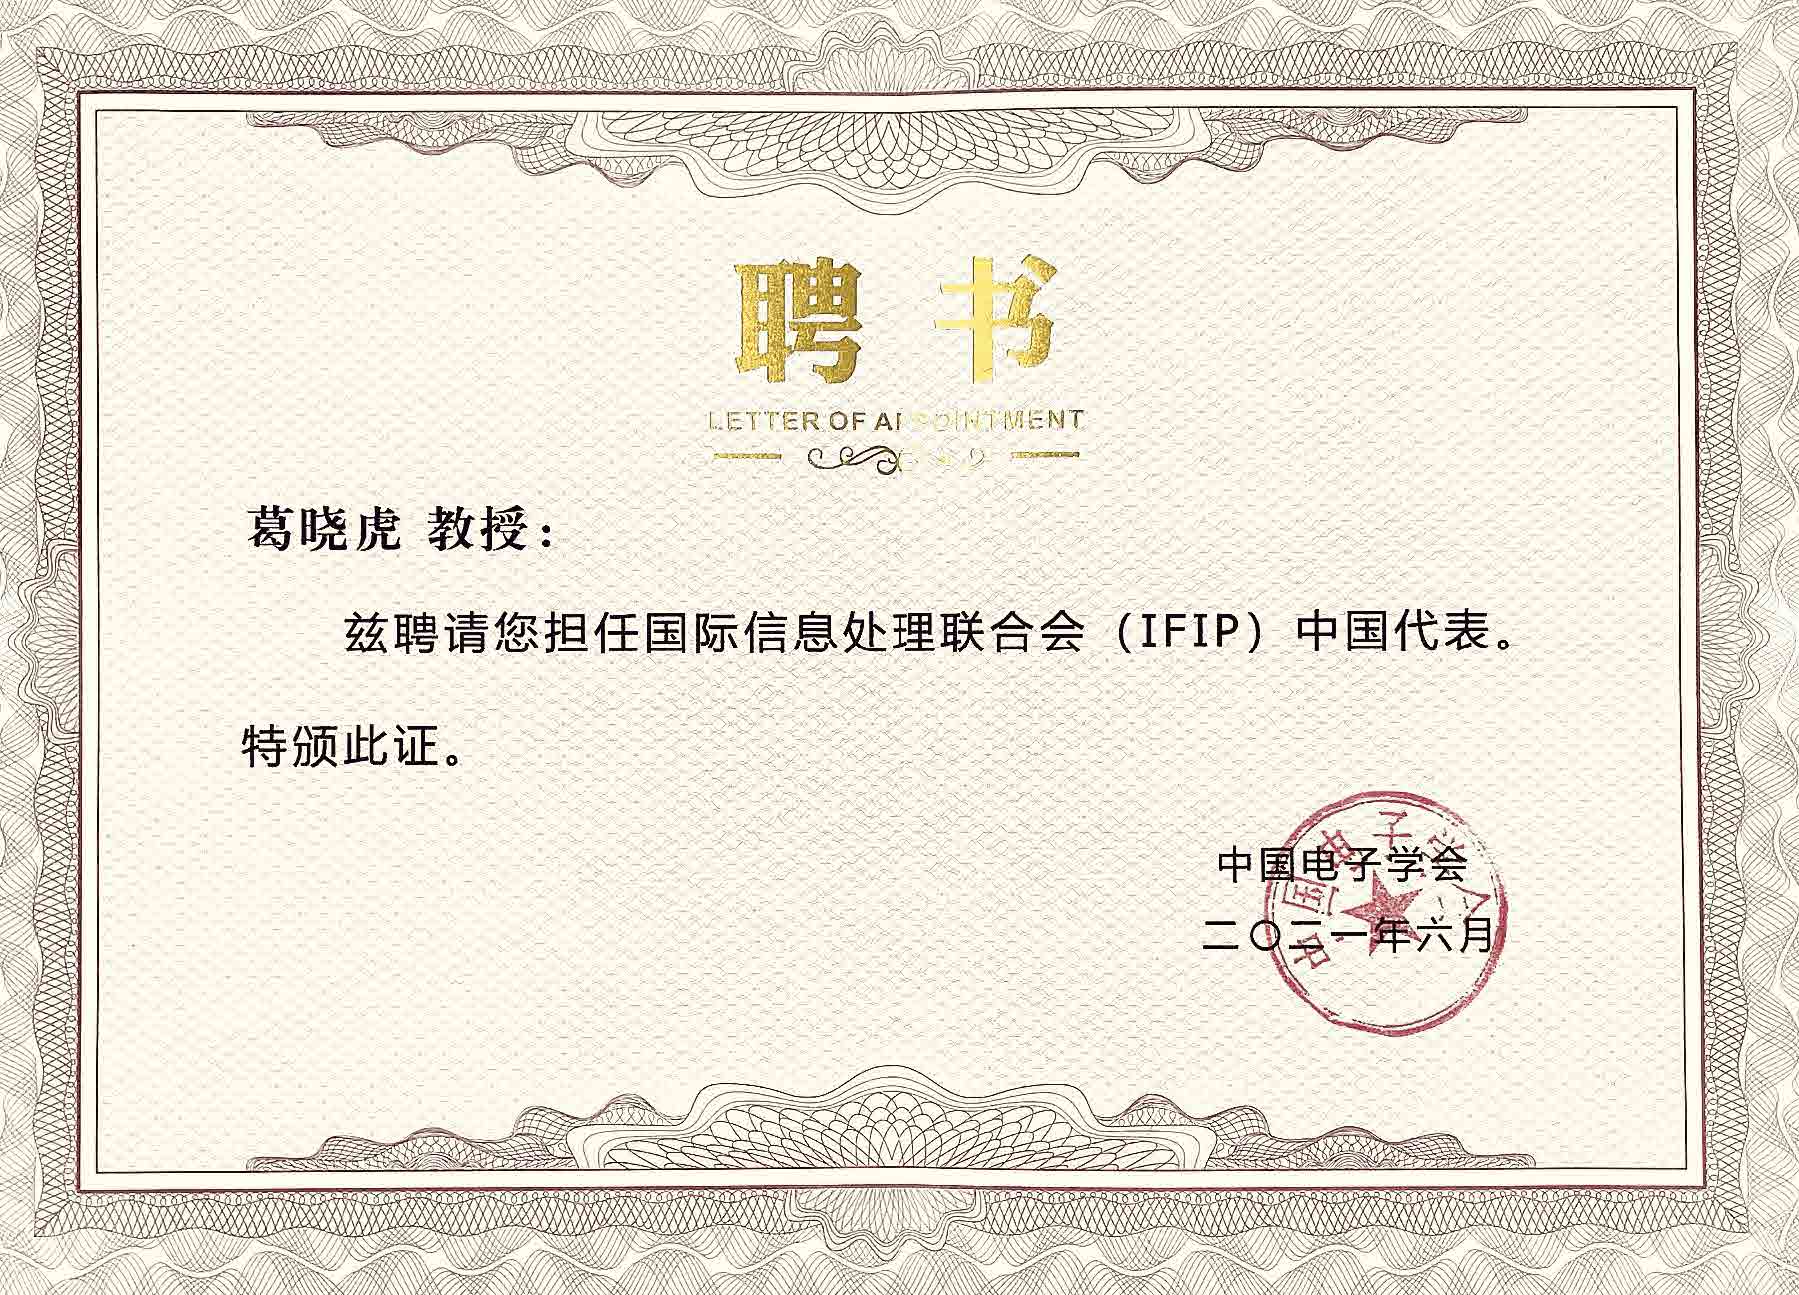 聘书
LETTER OF APPOINTMENT
葛晓虎 教授：
兹聘请您担任国际信息处理联合会（IFIP）中国代表。
特颁此证。
中国电子学会
二〇二一年六月
中国电子学会